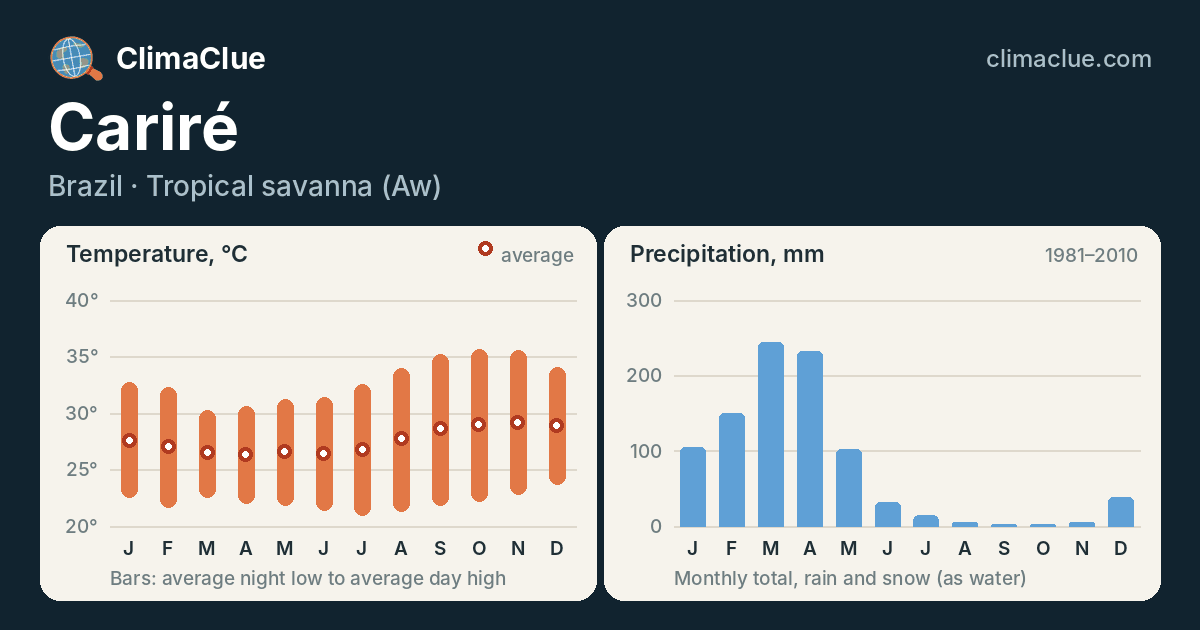 ClimaClue
climaclue.com
Cariré
Brazil · Tropical savanna (Aw)
Temperature, °C
average
40°
35°
30°
25°
20°
J F M A M J J A S O N D
Bars: average night low to average day high
Precipitation, mm
1981–2010
300
200
100
0
J F M A M J J A S O N D
Monthly total, rain and snow (as water)